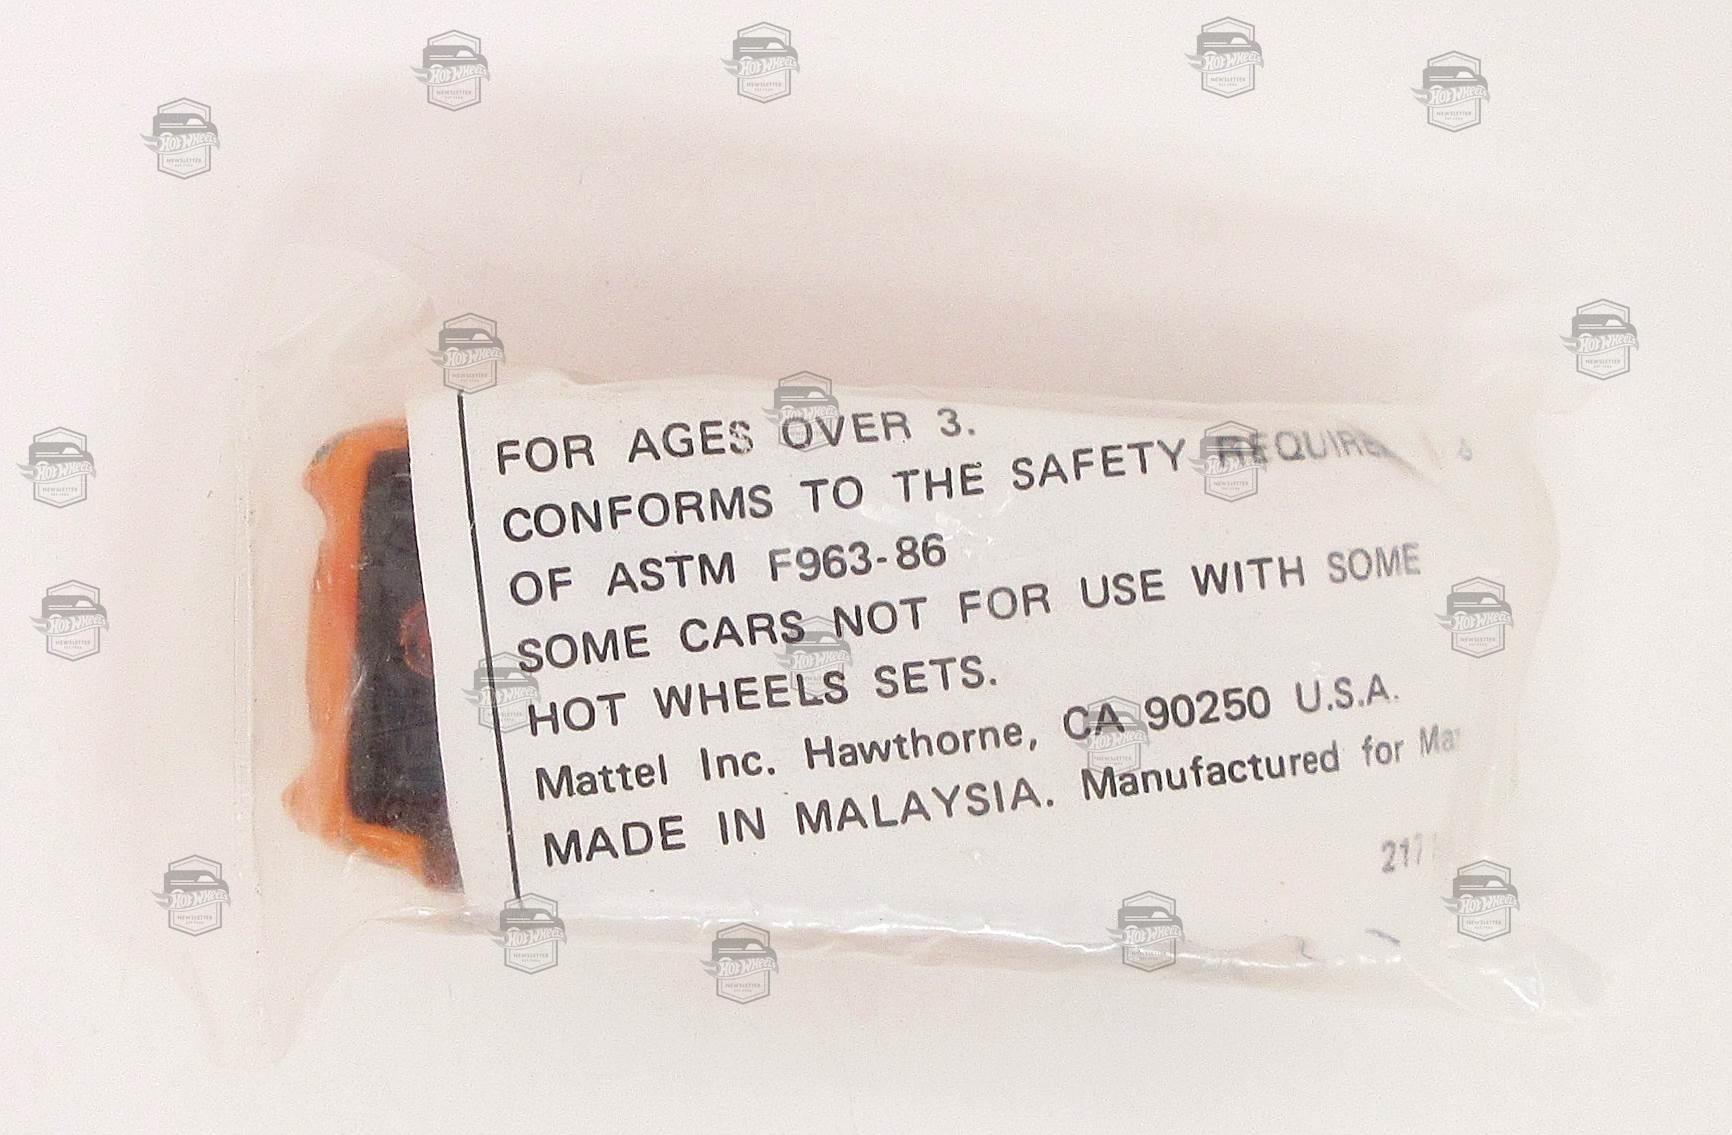 FOR AGES OVER 3.
CONFORMS TO THE SAFETY
OF ASTM F963-86
SOME CARS NOT FOR USE WITH SOME
HOT WHEELS SETS.
Mattel Inc. Hawthorne, CA 90250 U.S.A.
MADE IN MALAYSIA. Manufactured for